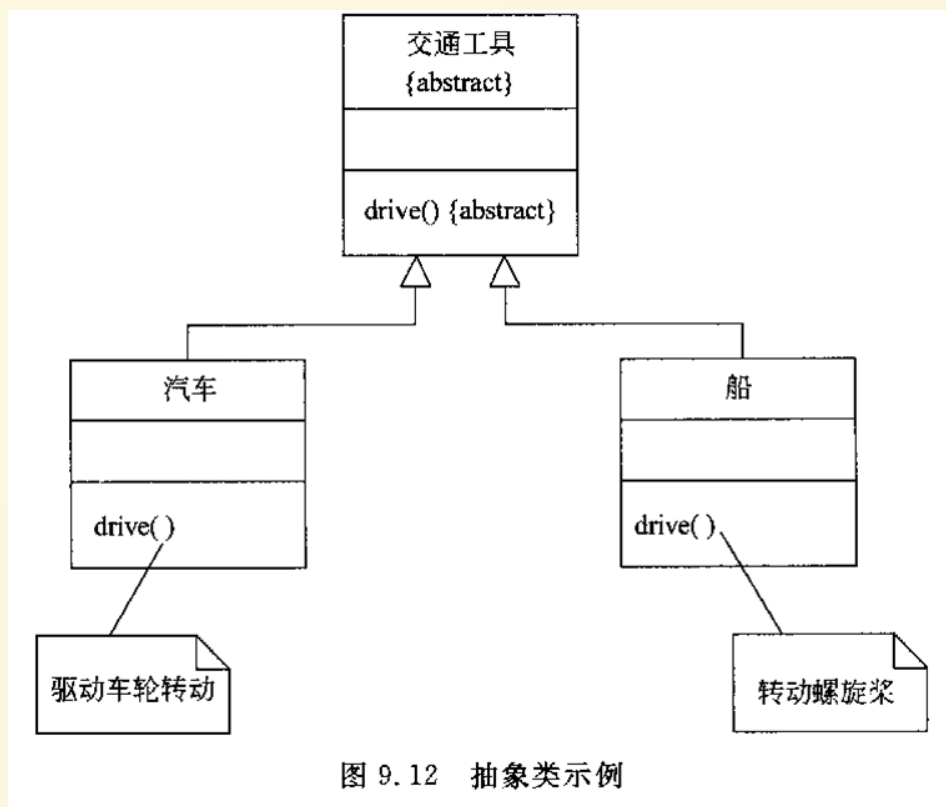 交通工具
{abstract}
drive() {abstract}
汽车
船
drive( )
drive( )
驱动车轮转动
转动螺旋桨
图 9.12 抽象类示例